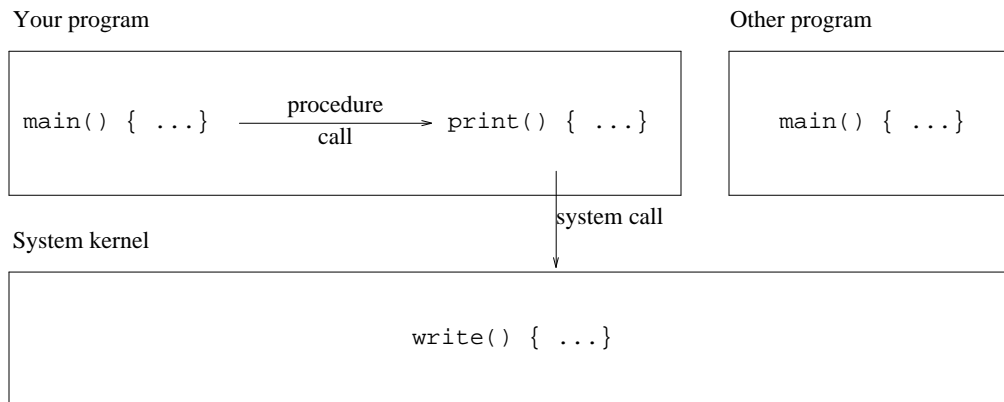 Your program
Other program
main() { ...}
procedure
call
print() { ...}
main() { ...}
system call
System kernel
write() { ...}